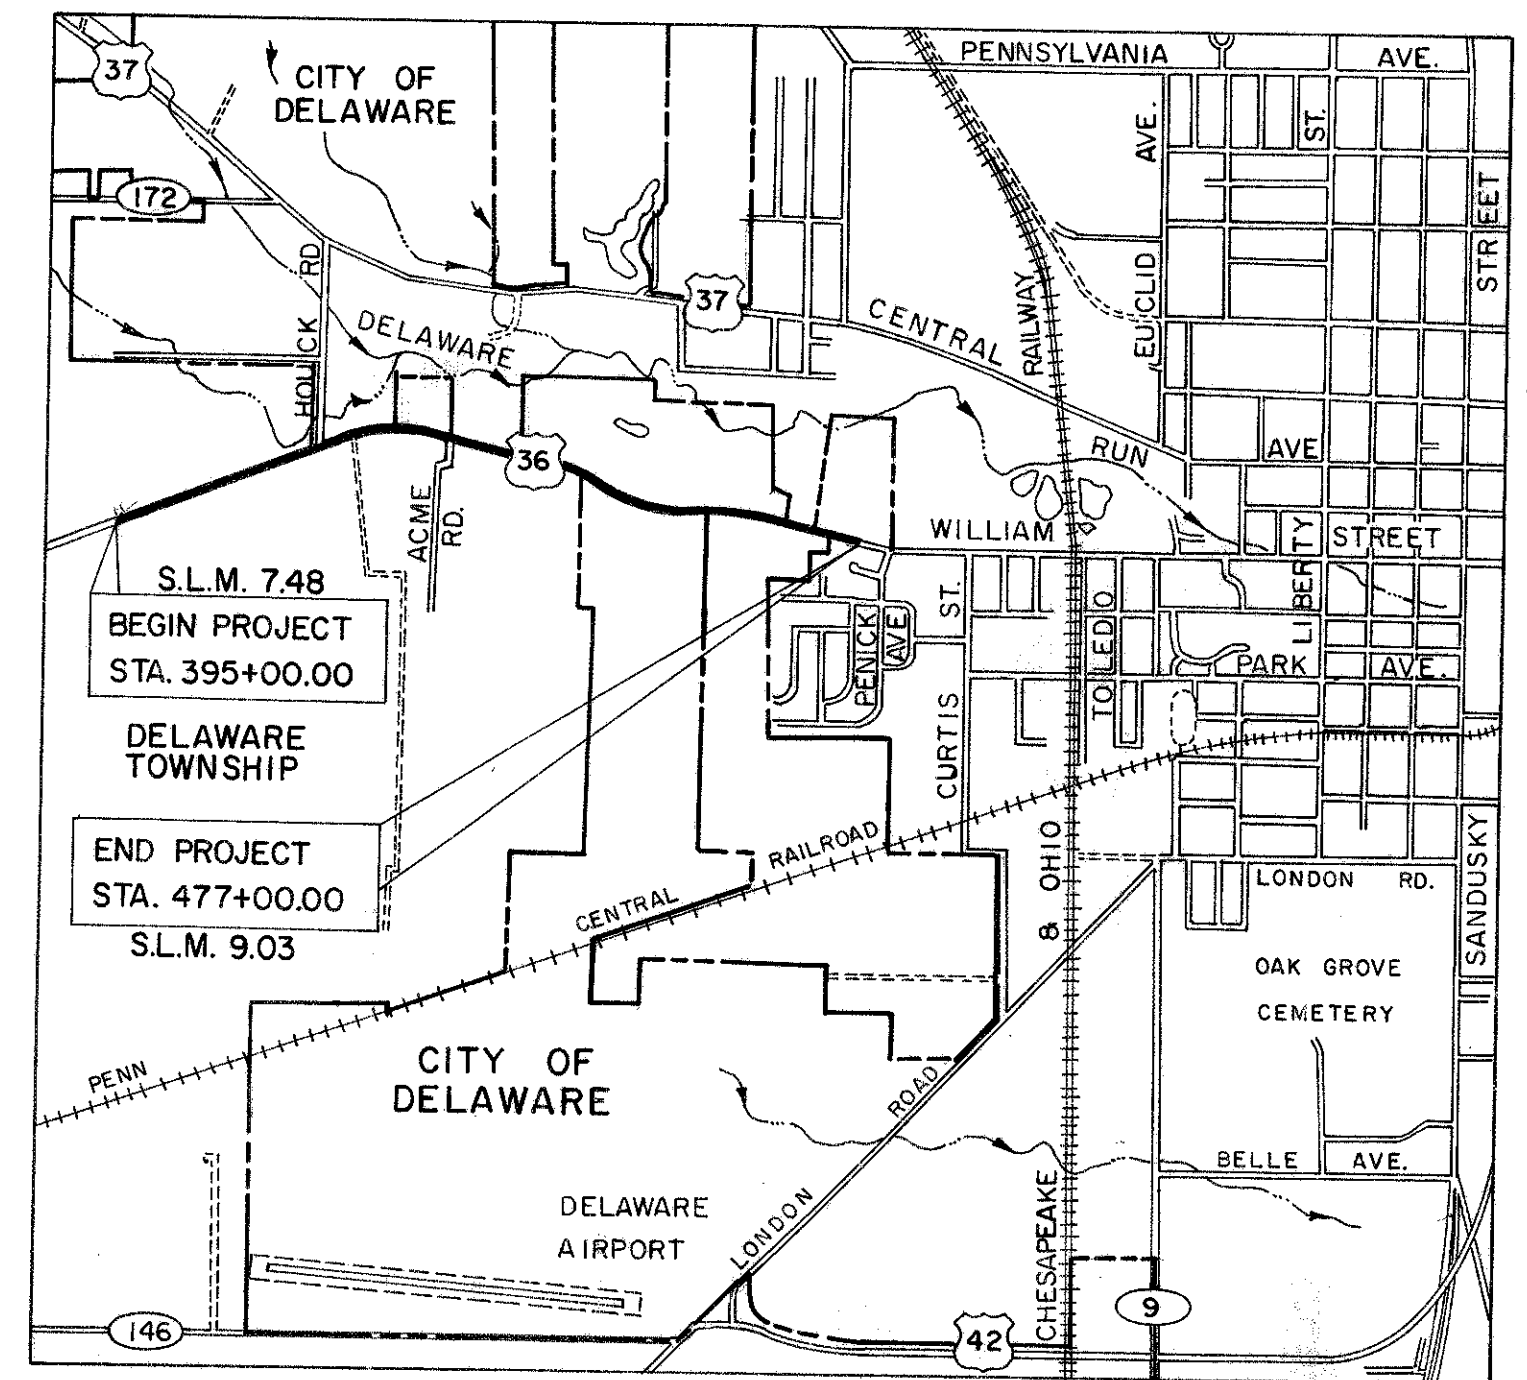 PENNSYLVANIA AVE.
37
CITY OF
DELAWARE
AVE.
ST.
172
STREET
HOUCK RD
37
RAILWAY
EUCLID
DELAWARE
CENTRAL
36
RUN
AVE
ACME
RD.
WILLIAM
STREET
LIBERTY
S.L.M. 7.48
BEGIN PROJECT
STA. 395+00.00
ST.
TOLEDO
PENICK
AVE
PARK AVE.
CURTIS
DELAWARE
TOWNSHIP
END PROJECT
STA. 477+00.00
S.L.M. 9.03
PENN CENTRAL RAILROAD
8 OHIO
LONDON RD.
SANDUSKY
OAK GROVE
CEMETERY
CITY OF
DELAWARE
LONDON ROAD
BELLE AVE.
DELAWARE
AIRPORT
CHESAPEAKE
9
146
42